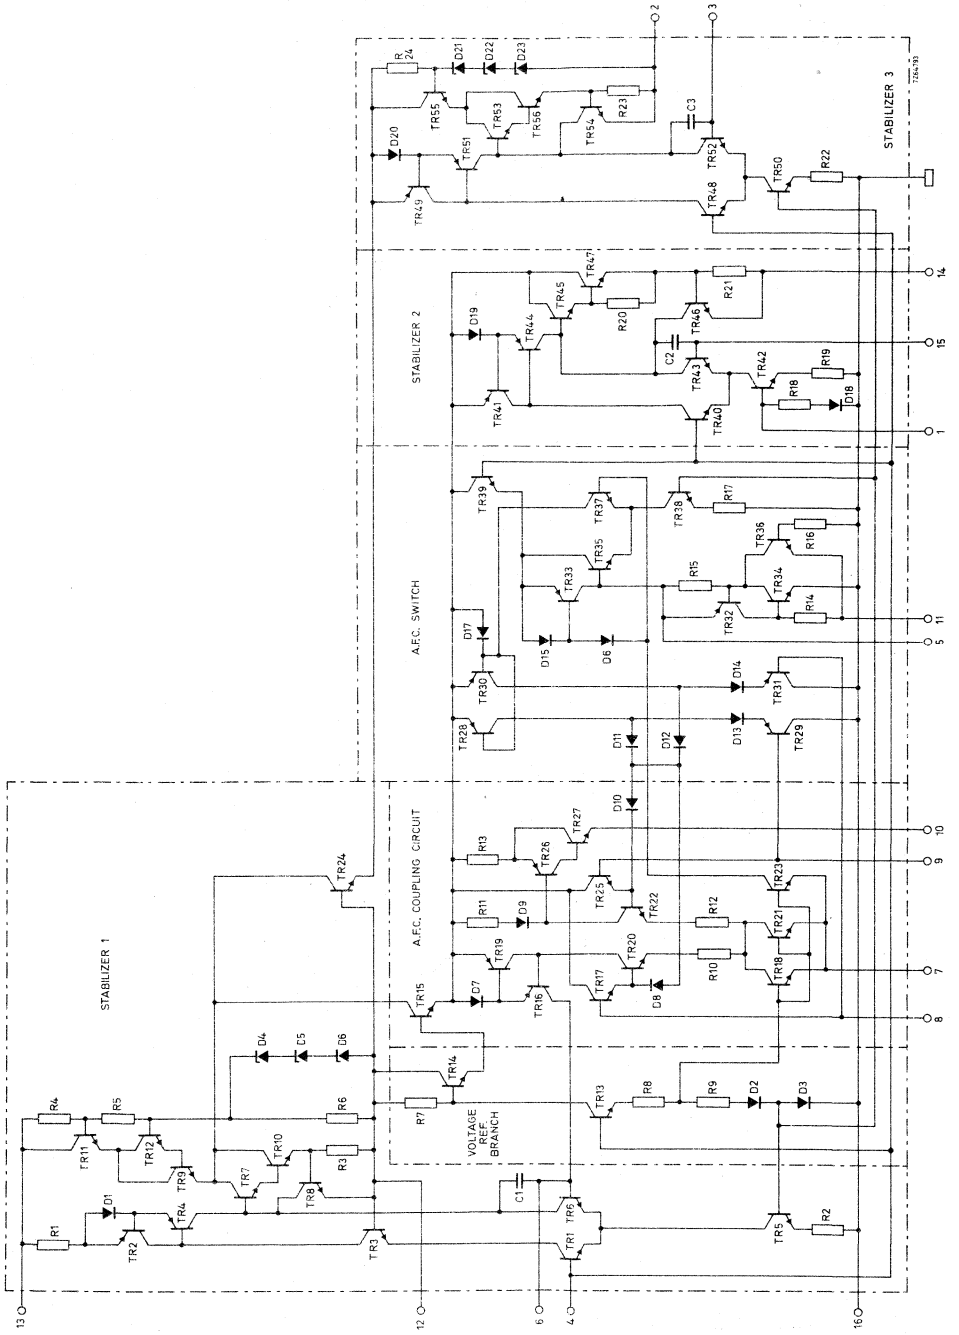 2
3
R 24
D21
D22
D23
TR55
TR53
TR56
R23
TR54
D20
TR51
TR49
C3
TR52
TR48
TR50
R22
STABILIZER 3
7Z64793
STABILIZER 2
D19
TR47
TR45
TR44
R20
TR41
R21
TR46
C2
TR43
TR40
TR42
R19
R18
D18
14
15
1
A.F.C. SWITCH
TR39
TR37
TR38
R17
D17
TR35
TR33
TR36
R16
R15
TR34
TR32
R14
11
5
D15
D6
TR30
TR28
D14
TR31
D11
D12
D13
TR29
STABILIZER 1
TR24
A.F.C. COUPLING CIRCUIT
R13
TR27
TR26
D10
TR25
R11
D9
TR22
TR23
R12
TR21
TR19
TR20
R10
TR18
TR15
D7
TR16
TR17
D8
10
9
7
8
R4
R5
D4
D5
D6
R6
TR11
TR12
TR9
TR10
R3
TR7
TR8
R1
D1
TR4
TR2
TR3
VOLTAGE REF. BRANCH
R7
TR14
TR13
R8
R9
D2
D3
C1
TR6
TR1
TR5
R2
13
12
6
4
16